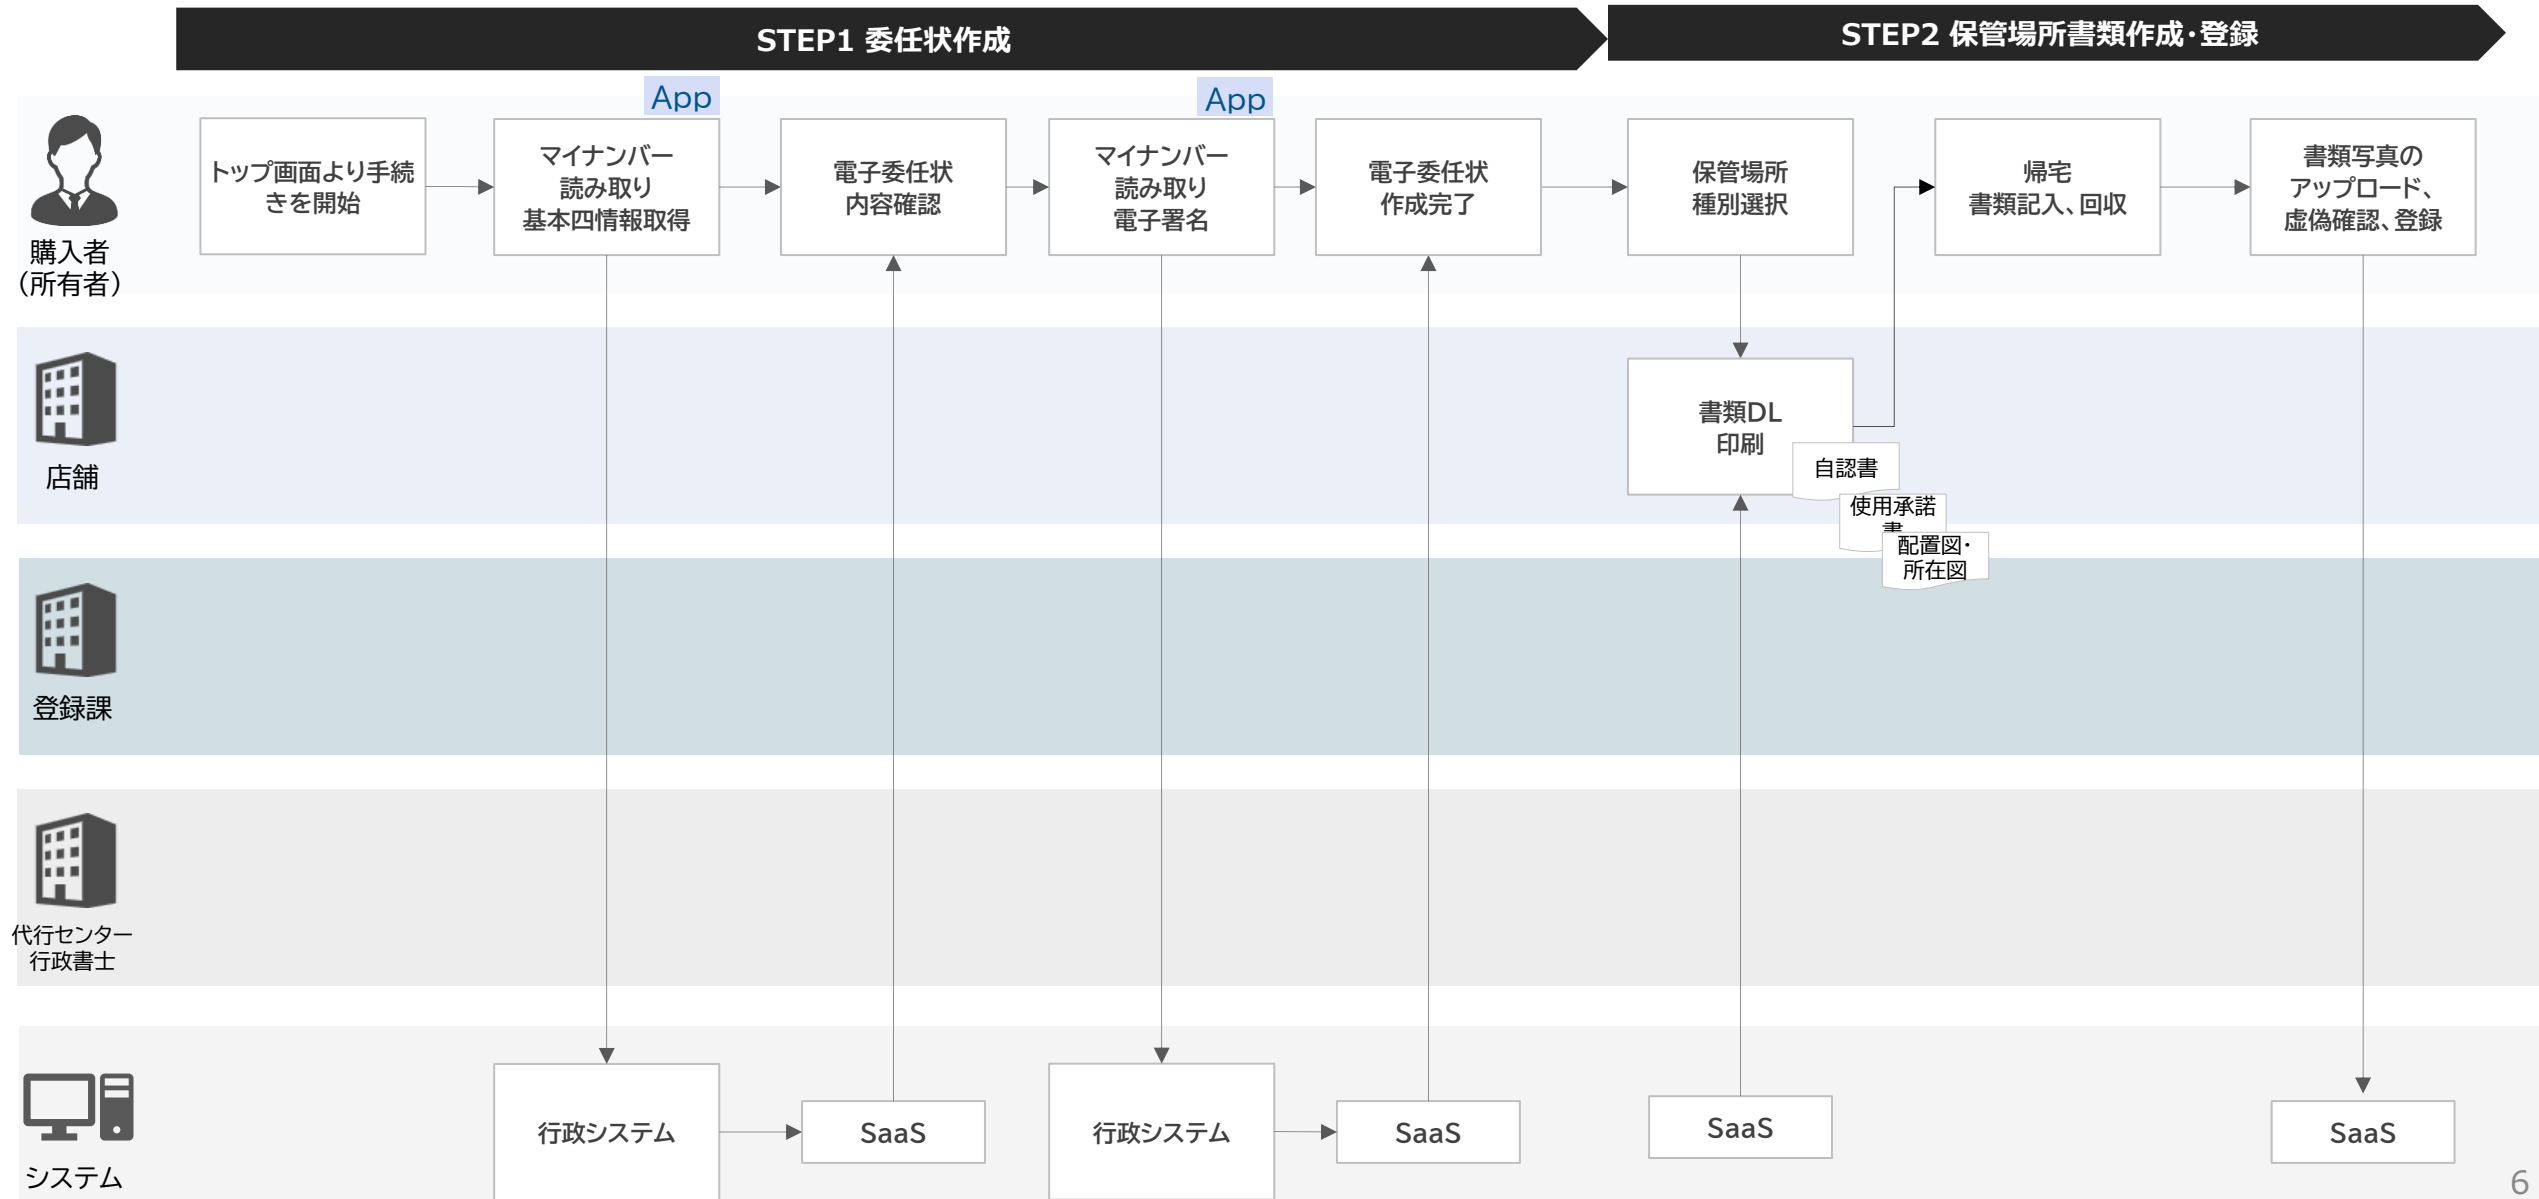 STEP1 委任状作成
STEP2 保管場所書類作成・登録
App
App
購入者
（所有者）
トップ画面より手続
きを開始
マイナンバー
読み取り
基本四情報取得
電子委任状
内容確認
マイナンバー
読み取り
電子署名
電子委任状
作成完了
保管場所
種別選択
帰宅
書類記入、回収
書類写真の
アップロード、
虚偽確認、登録
店舗
書類DL
印刷
自認書
使用承諾
書
配置図・
所在図
登録課
代行センター
行政書士
システム
行政システム
SaaS
行政システム
SaaS
SaaS
SaaS
6